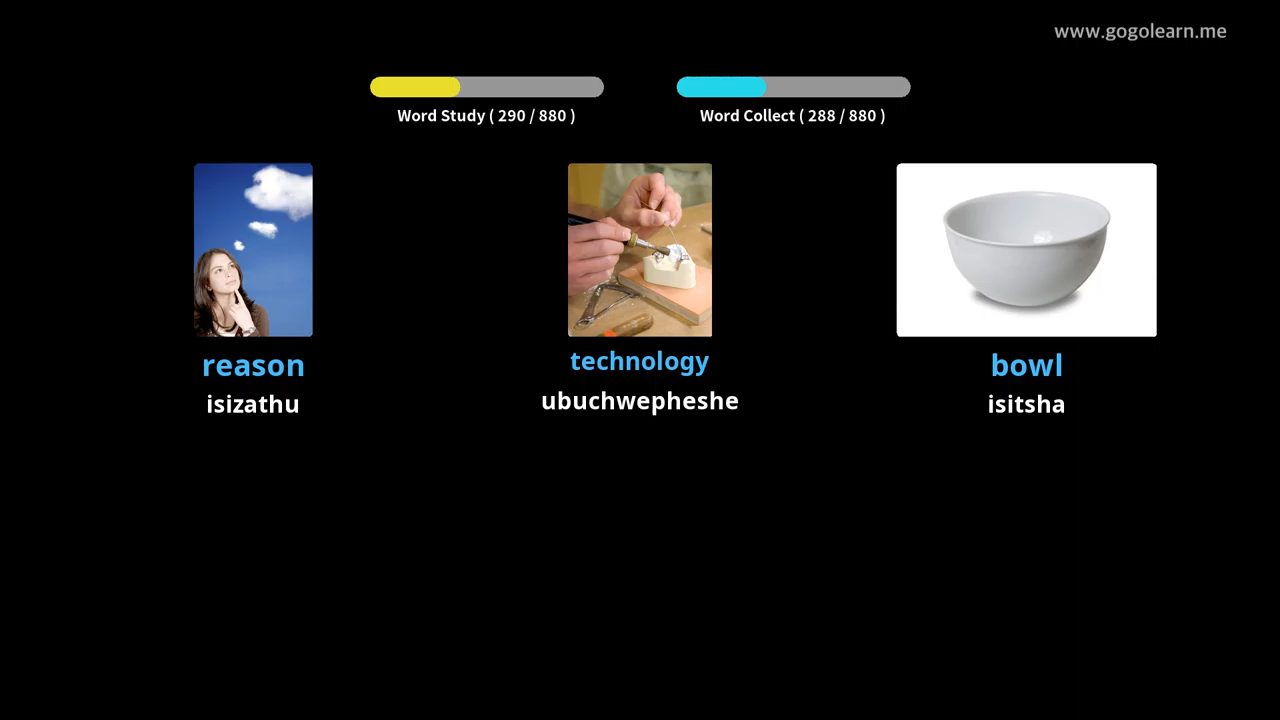 www.gogolearn.me
Word Study ( 290 / 880 )
Word Collect ( 288 / 880 )
reason
technology
bowl
isizathu
ubuchwepheshe
isitsha